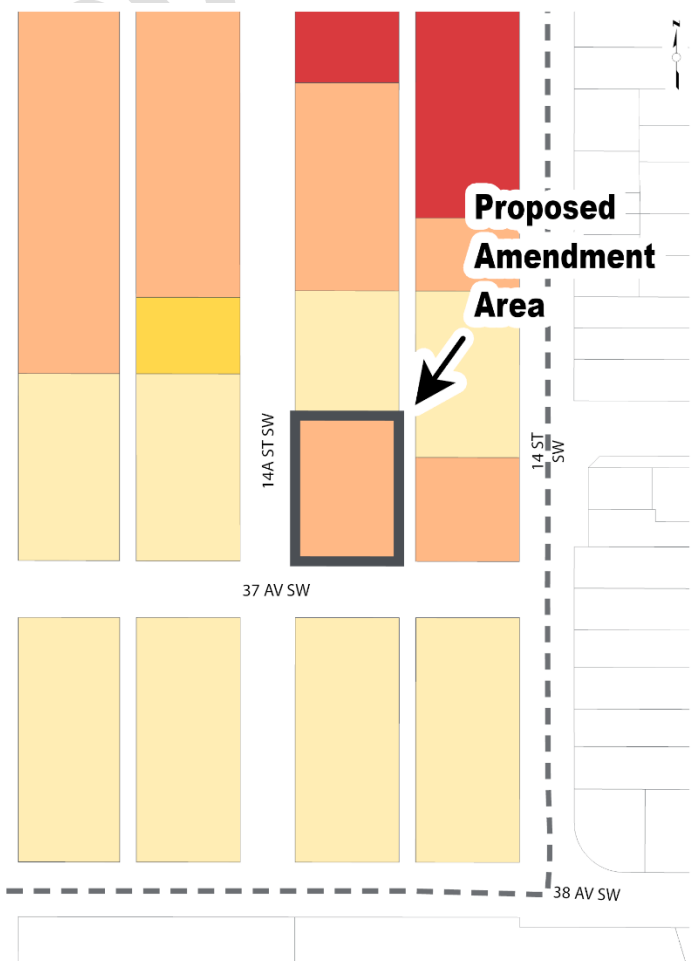 Proposed
Amendment
Area
14A ST SW
14 ST
SW
37 AV SW
38 AV SW